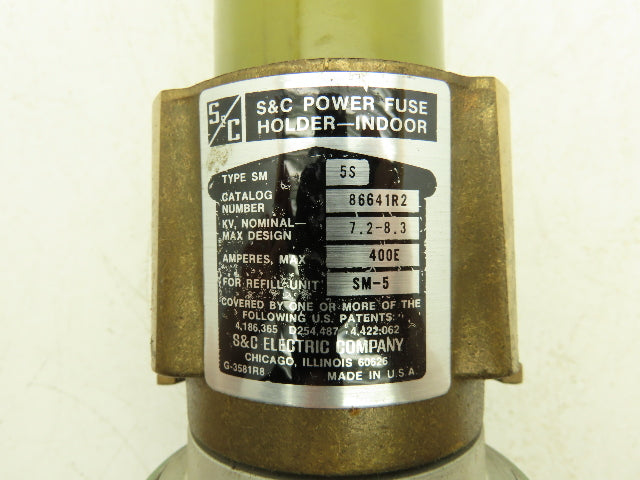 S&C
S&C POWER FUSE
HOLDER—INDOOR
TYPE SM 5S
CATALOG
NUMBER 86641R2
KV, NOMINAL—
MAX DESIGN 7.2-8.3
AMPERES, MAX 400E
FOR REFILL UNIT SM-5
COVERED BY ONE OR MORE OF THE
FOLLOWING U.S. PATENTS:
4,186,365 D254,487 4,422,062
S&C ELECTRIC COMPANY
CHICAGO, ILLINOIS 60626
G-3581R8 MADE IN U.S.A.